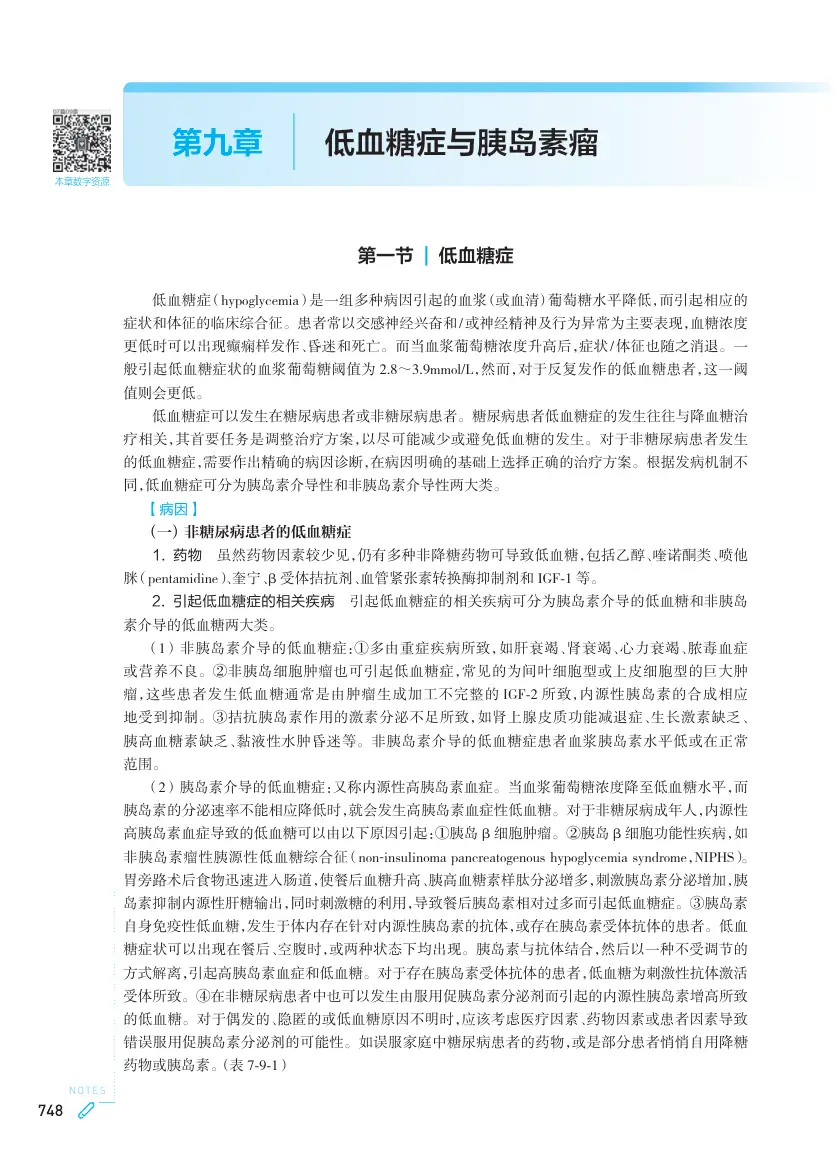 本章数字资源
第九章
低血糖症与胰岛素瘤
第一节 | 低血糖症
低血糖症（hypoglycemia）是一组多种病因引起的血浆（或血清）葡萄糖水平降低，而引起相应的
症状和体征的临床综合征。患者常以交感神经兴奋和/或神经精神及行为异常为主要表现，血糖浓度
更低时可以出现癫痫样发作、昏迷和死亡。而当血浆葡萄糖浓度升高后，症状/体征也随之消退。一
般引起低血糖症状的血浆葡萄糖阈值为 2.8～3.9mmol/L，然而，对于反复发作的低血糖患者，这一阈
值则会更低。
低血糖症可以发生在糖尿病患者或非糖尿病患者。糖尿病患者低血糖症的发生往往与降血糖治
疗相关，其首要任务是调整治疗方案，以尽可能减少或避免低血糖的发生。对于非糖尿病患者发生
的低血糖症，需要作出精确的病因诊断，在病因明确的基础上选择正确的治疗方案。根据发病机制不
同，低血糖症可分为胰岛素介导性和非胰岛素介导性两大类。
【病因】
（一）非糖尿病患者的低血糖症
1. 药物 虽然药物因素较少见，仍有多种非降糖药物可导致低血糖，包括乙醇、喹诺酮类、喷他
脒（pentamidine）、奎宁、β 受体拮抗剂、血管紧张素转换酶抑制剂和 IGF-1 等。
2. 引起低血糖症的相关疾病 引起低血糖症的相关疾病可分为胰岛素介导的低血糖和非胰岛
素介导的低血糖两大类。
（1）非胰岛素介导的低血糖症：①多由重症疾病所致，如肝衰竭、肾衰竭、心力衰竭、脓毒血症
或营养不良。②非胰岛细胞肿瘤也可引起低血糖症，常见的为间叶细胞型或上皮细胞型的巨大肿
瘤，这些患者发生低血糖通常是由肿瘤生成加工不完整的 IGF-2 所致，内源性胰岛素的合成相应
地受到抑制。③拮抗胰岛素作用的激素分泌不足所致，如肾上腺皮质功能减退症、生长激素缺乏、
胰高血糖素缺乏、黏液性水肿昏迷等。非胰岛素介导的低血糖症患者血浆胰岛素水平低或在正常
范围。
（2）胰岛素介导的低血糖症：又称内源性高胰岛素血症。当血浆葡萄糖浓度降至低血糖水平，而
胰岛素的分泌速率不能相应降低时，就会发生高胰岛素血症性低血糖。对于非糖尿病成年人，内源性
高胰岛素血症导致的低血糖可以由以下原因引起：①胰岛 β 细胞肿瘤。②胰岛 β 细胞功能性疾病，如
非胰岛素瘤性胰源性低血糖综合征（non-insulinoma pancreatogenous hypoglycemia syndrome，NIPHS）。
胃旁路术后食物迅速进入肠道，使餐后血糖升高、胰高血糖素样肽分泌增多，刺激胰岛素分泌增加，胰
岛素抑制内源性肝糖输出，同时刺激糖的利用，导致餐后胰岛素相对过多而引起低血糖症。③胰岛素
自身免疫性低血糖，发生于体内存在针对内源性胰岛素的抗体，或存在胰岛素受体抗体的患者。低血
糖症状可以出现在餐后、空腹时，或两种状态下均出现。胰岛素与抗体结合，然后以一种不受调节的
方式解离，引起高胰岛素血症和低血糖。对于存在胰岛素受体抗体的患者，低血糖为刺激性抗体激活
受体所致。④在非糖尿病患者中也可以发生由服用促胰岛素分泌剂而引起的内源性胰岛素增高所致
的低血糖。对于偶发的、隐匿的或低血糖原因不明时，应该考虑医疗因素、药物因素或患者因素导致
错误服用促胰岛素分泌剂的可能性。如误服家庭中糖尿病患者的药物，或是部分患者悄悄自用降糖
药物或胰岛素。（表 7-9-1）
NOTES
748